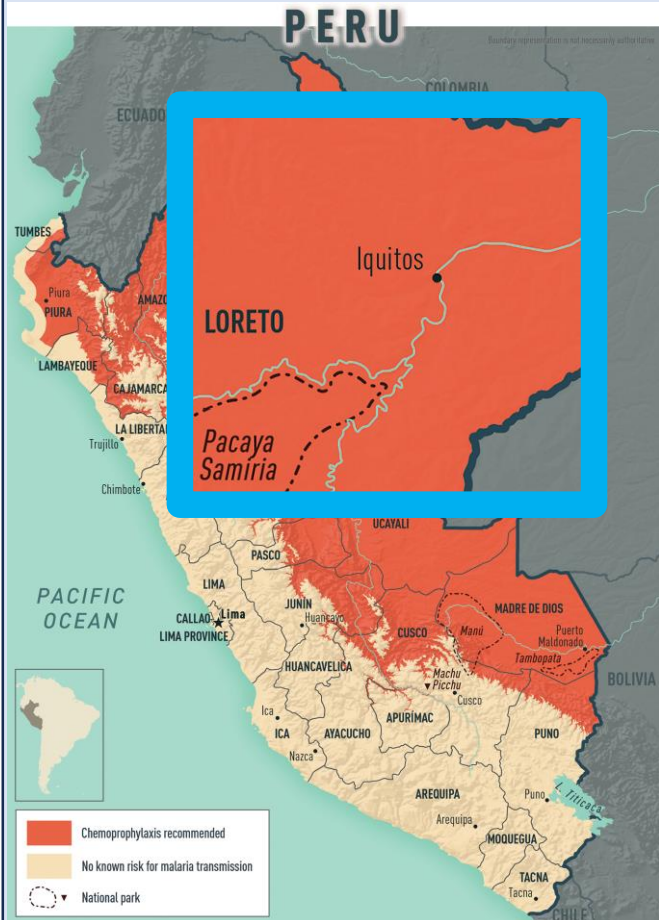 PERU
Boundary representation is not necessarily authoritative
COLOMBIA
ECUADO
TUMBES
Piura
PIURA
AMAZO
LAMBAYEQUE
CAJAMARCA
LA LIBERTA
Trujillo
Chimbote
Iquitos
LORETO
Pacaya
Samiria
UCAYALI
PASCO
LIMA
PACIFIC
OCEAN
CALLAO
Lima
LIMA PROVINCE
JUNÍN
Huancayo
MADRE DE DIOS
Manú
Puerto
Maldonado
CUSCO
Tambopata
HUANCAVELICA
Machu
Picchu
Cusco
BOLIVIA
Ica
ICA
AYACUCHO
APURÍMAC
PUNO
Nazca
AREQUIPA
Puno
L. Titicaca
Arequipa
MOQUEGUA
TACNA
Tacna
CHILE
Chemoprophylaxis recommended
No known risk for malaria transmission
National park